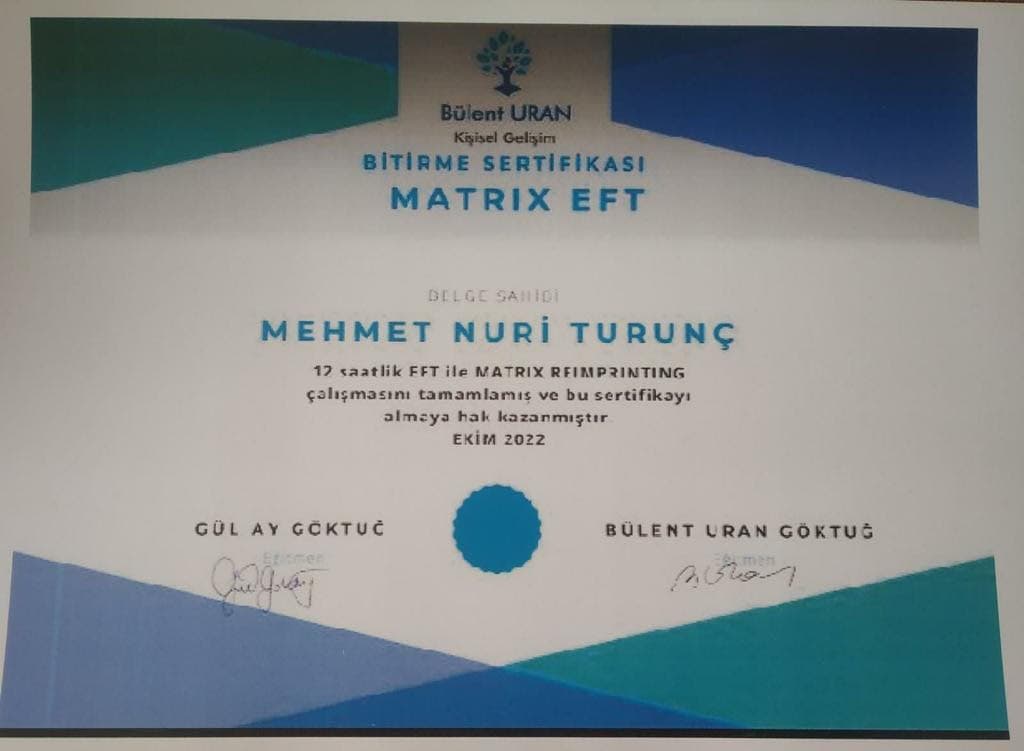 Bülent URAN
Kişisel Gelişim
BİTİRME SERTİFİKASI
MATRIX EFT
BELGE SAHİBİ
MEHMET NURİ TURUNÇ
12 saatlik EFT ile MATRIX REIMPRINTING
çalışmasını tamamlamış ve bu sertifikayı
almaya hak kazanmıştır
EKİM 2022
GÜL AY GÖKTUĞ
BÜLENT URAN GÖKTUĞ
Eğitmen
Eğitmen
B. Uran